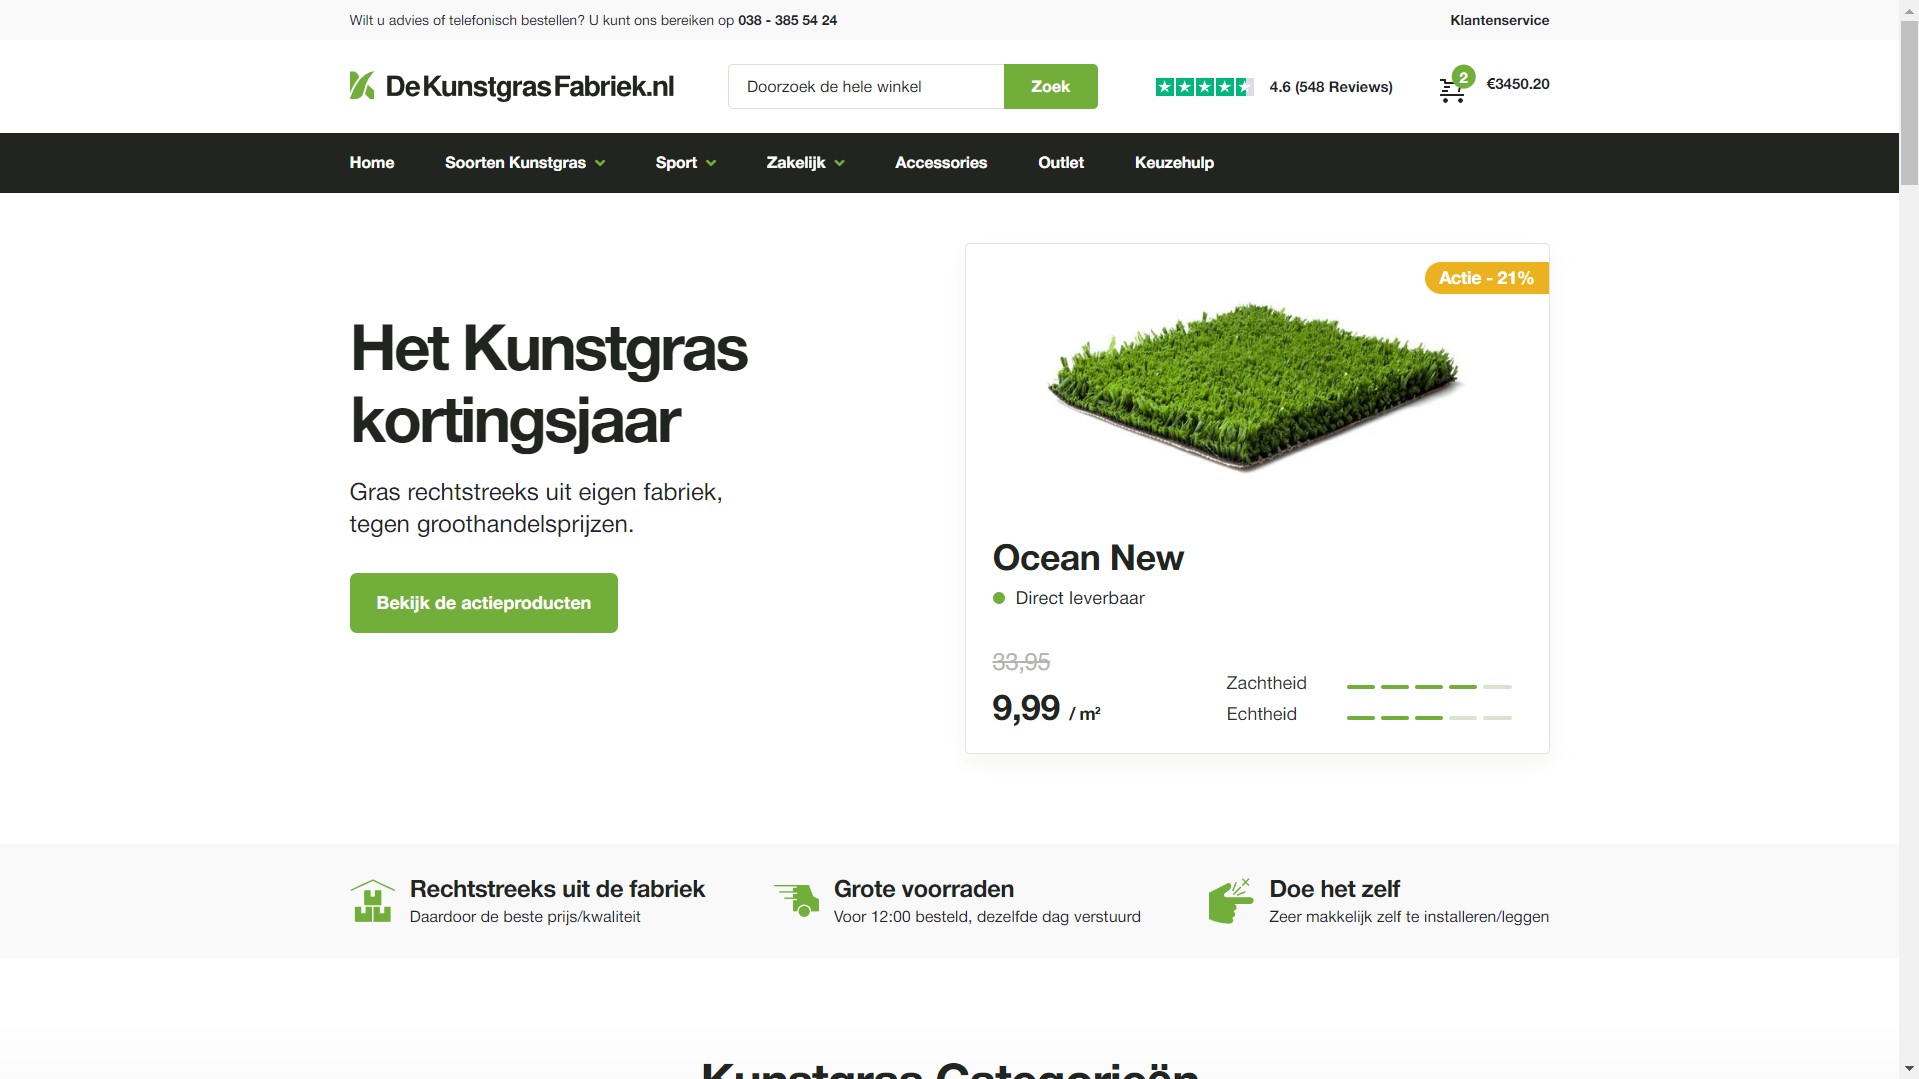 Wilt u advies of telefonisch bestellen? U kunt ons bereiken op 038 - 385 54 24
Klantenservice
DeKunstgrasFabriek.nl
Doorzoek de hele winkel
Zoek
4.6 (548 Reviews)
2
€3450.20
Home
Soorten Kunstgras
Sport
Zakelijk
Accessories
Outlet
Keuzehulp
Het Kunstgras
kortingsjaar
Gras rechtstreeks uit eigen fabriek,
tegen groothandelsprijzen.
Bekijk de actieproducten
Actie - 21%
Ocean New
Direct leverbaar
33,95
9,99 / m²
Zachtheid
Echtheid
Rechtstreeks uit de fabriek
Daardoor de beste prijs/kwaliteit
Grote voorraden
Voor 12:00 besteld, dezelfde dag verstuurd
Doe het zelf
Zeer makkelijk zelf te installeren/leggen
Kunstgras Categorieën